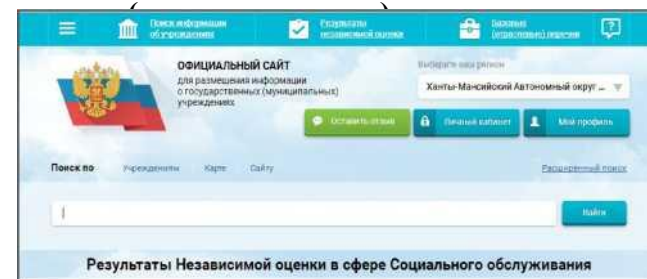 Поиск информации об учреждениях
Результаты независимой оценки
Базовые (отраслевые) перечни
ОФИЦИАЛЬНЫЙ САЙТ
для размещения информации
о государственных (муниципальных)
учреждениях
Выберите ваш регион
Ханты-Мансийский Автономный округ ...
Оставить отзыв
Личный кабинет
Мой профиль
Поиск по Учреждениям Карте Сайту
Расширенный поиск
Найти
Результаты Независимой оценки в сфере Социального обслуживания